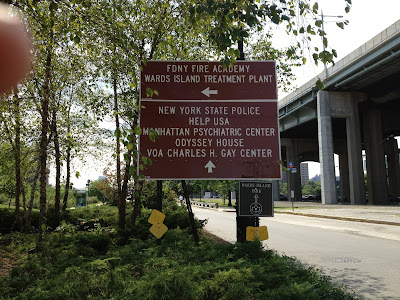 FDNY FIRE ACADEMY
WARDS ISLAND TREATMENT PLANT
NEW YORK STATE POLICE
HELP USA
MANHATTAN PSYCHIATRIC CENTER
ODYSSEY HOUSE
VOA CHARLES H. GAY CENTER
WARDS ISLAND